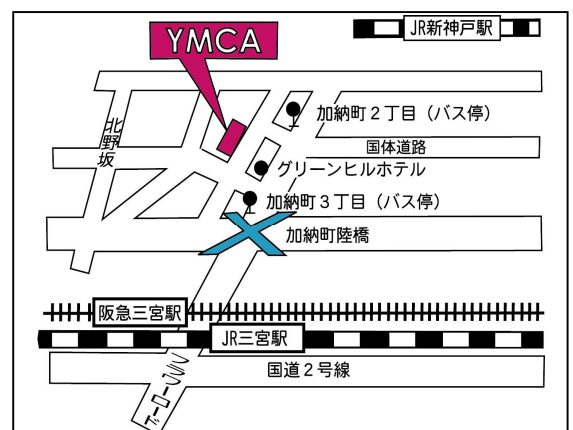 JR新神戸駅
YMCA
加納町２丁目（バス停）
北野坂
国体道路
グリーンヒルホテル
加納町３丁目（バス停）
加納町陸橋
阪急三宮駅
JR三宮駅
国道２号線
フラワーロード